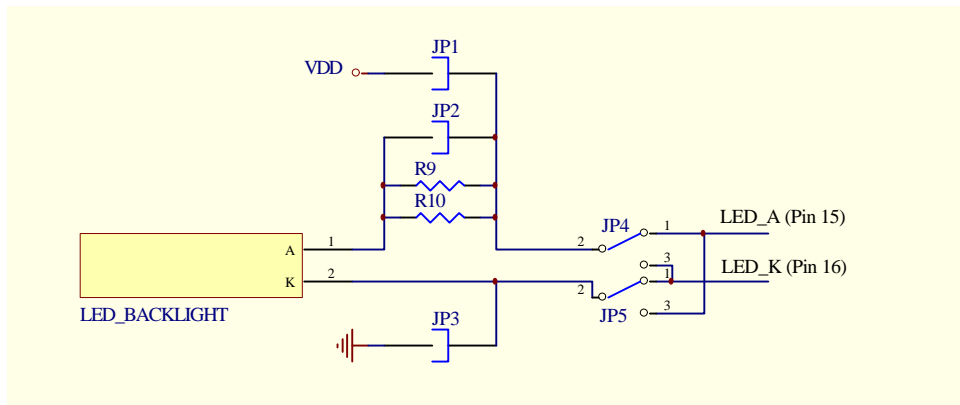 JP1
VDD
JP2
R9
R10
LED_A (Pin 15)
JP4
1
2
A
1
3
LED_K (Pin 16)
1
K
2
2
3
JP5
LED_BACKLIGHT
JP3